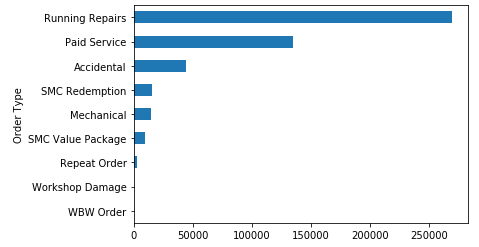 Order Type
Running Repairs
Paid Service
Accidental
SMC Redemption
Mechanical
SMC Value Package
Repeat Order
Workshop Damage
WBW Order
0 50000 100000 150000 200000 250000